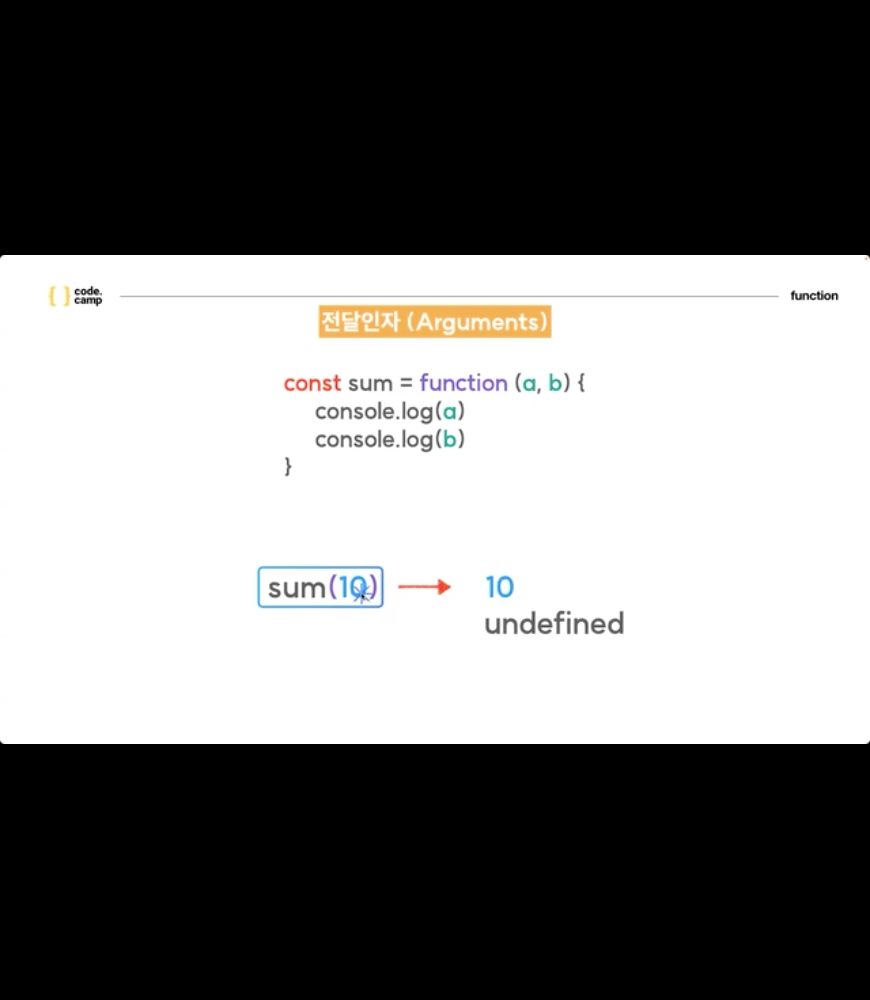 { } code.
camp
function
전달인자 (Arguments)
const sum = function (a, b) {
console.log(a)
console.log(b)
}
sum(10) 10
undefined